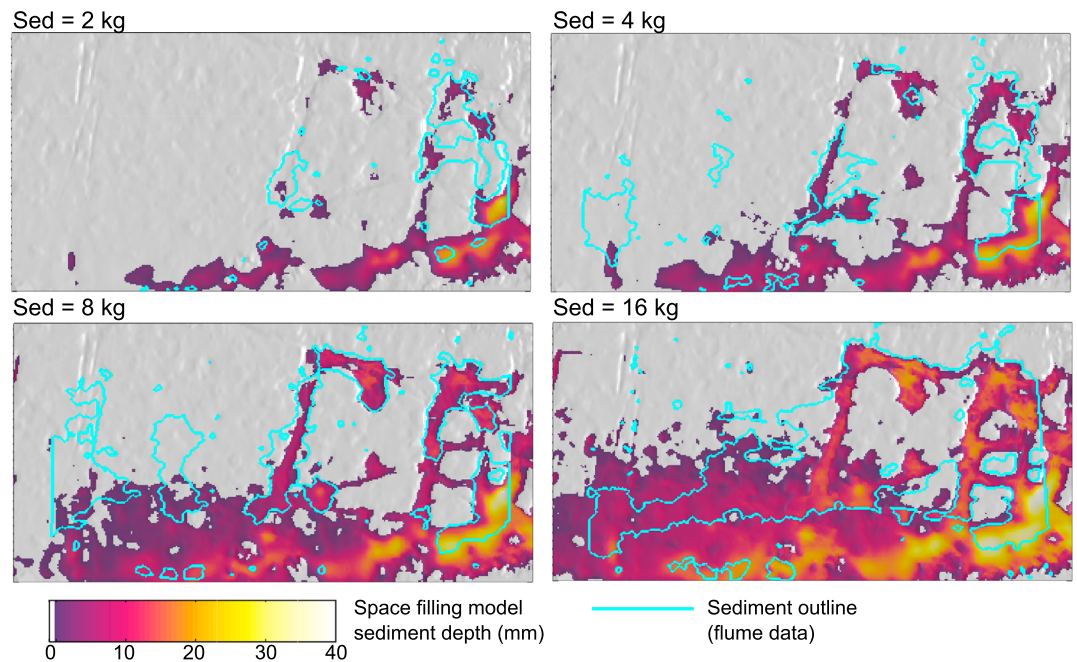 Sed = 2 kg
Sed = 4 kg
Sed = 8 kg
Sed = 16 kg
0 10 20 30 40
Space filling model
sediment depth (mm)
Sediment outline
(flume data)